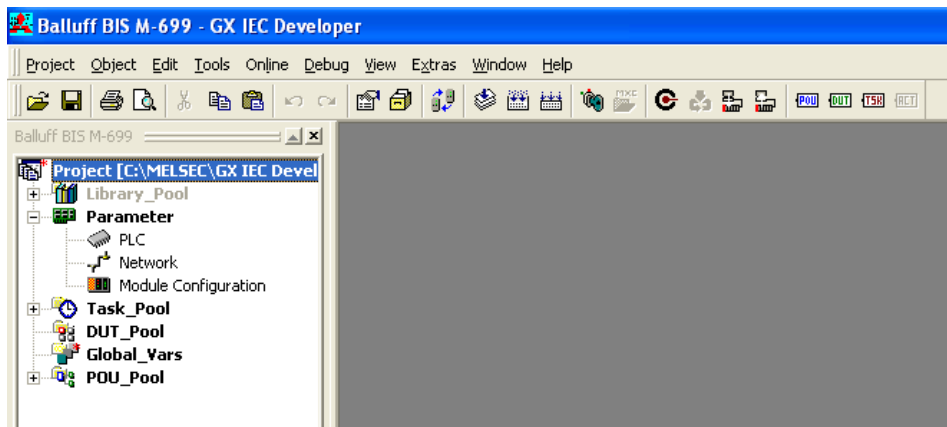 Balluff BIS M-699 - GX IEC Developer
Project Object Edit Tools Online Debug View Extras Window Help
MXC POU DUT TSK ACT
Balluff BIS M-699
Project [C:\MELSEC\GX IEC Devel
Library_Pool
Parameter
PLC
Network
Module Configuration
Task_Pool
DUT_Pool
Global_Vars
POU_Pool